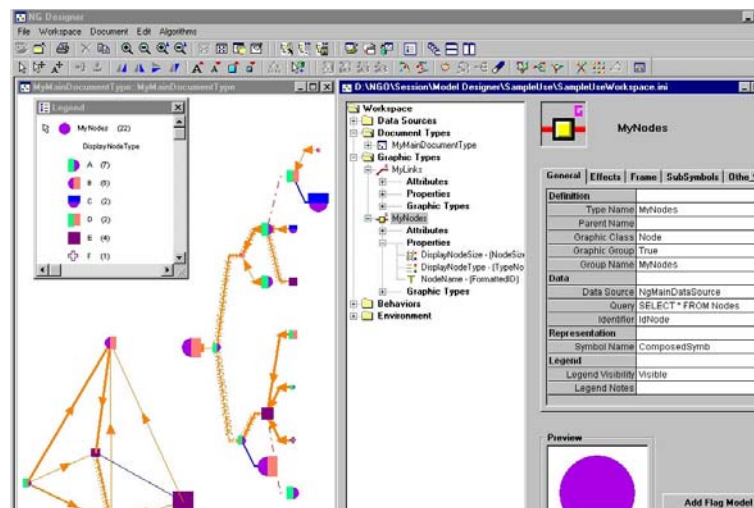 NG Designer
File Workspace Document Edit Algorithms
MyMainDocumentType:: MyMainDocumentType
Legend
MyNodes (22)
DisplayNodeType
A (7)
B (6)
C (2)
D (2)
E (4)
F (1)
D:\NGO\Session\Model Designer\SampleUse\SampleUseWorkspace.ini
Workspace
Data Sources
Document Types
MyMainDocumentType
Graphic Types
MyLinks
Attributes
Properties
Graphic Types
MyNodes
Attributes
Properties
DisplayNodeSize - (NodeSize
DisplayNodeType - (TypeNo
NodeName - (FormattedID)
Graphic Types
Behaviors
Environment
MyNodes
General Effects Frame SubSymbols Othe
Definition
Type Name MyNodes
Parent Name
Graphic Class Node
Graphic Group True
Group Name MyNodes
Data
Data Source NgMainDataSource
Query SELECT * FROM Nodes
Identifier IdNode
Representation
Symbol Name ComposedSymb
Legend
Legend Visibility Visible
Legend Notes
Preview
Add Flag Model